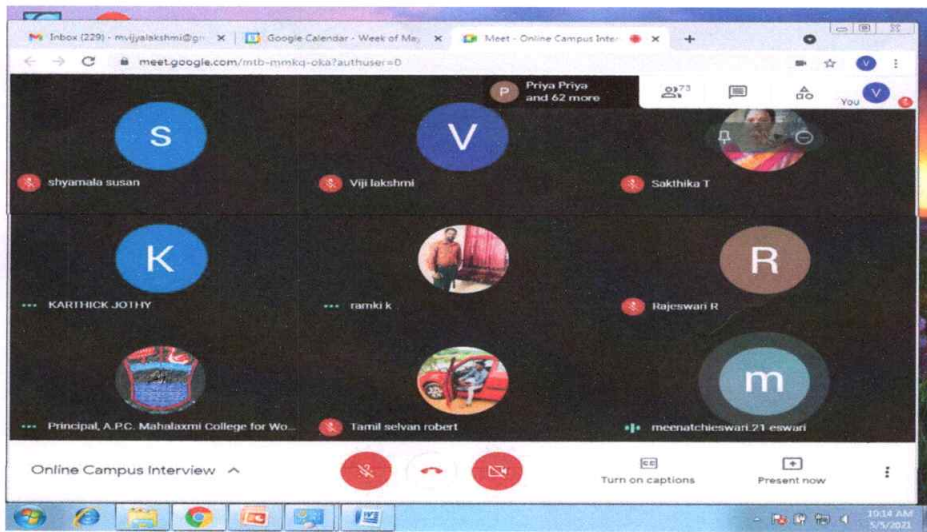 Inbox (229) - mvijyalakshmi@gm
Google Calendar - Week of May
Meet - Online Campus Inter
meet.google.com/mtb-mmkq-oka?authuser=0
V
P
Priya Priya
and 62 more
73
You
V
S
shyamala susan
V
Viji lakshmi
Sakthika T
K
KARTHICK JOTHY
ramki k
R
Rajeswari R
Principal, A.P.C. Mahalaxmi College for Wo...
Tamil selvan robert
m
meenatchieswari.21 eswari
Online Campus Interview
CC
Turn on captions
Present now
10:14 AM
5/5/2021